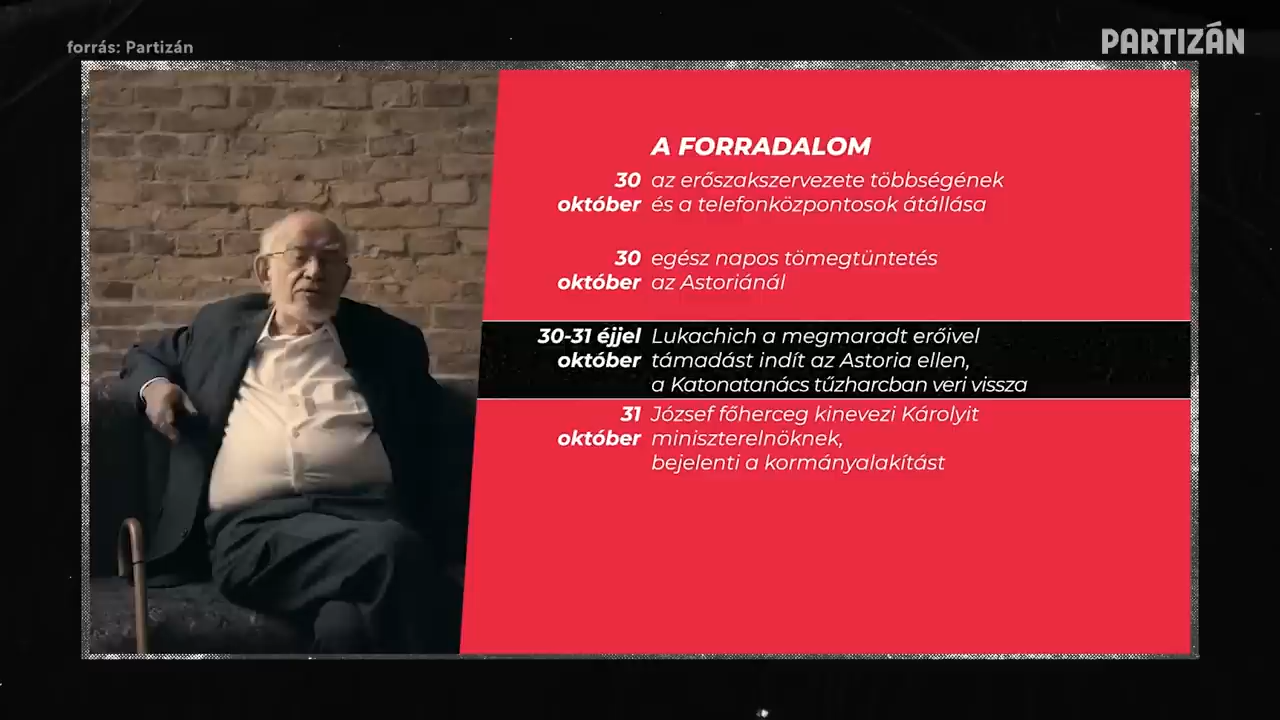 forrás: Partizán
PARTIZÁN
A FORRADALOM
30 az erőszakszervezete többségének
október és a telefonközpontosok átállása
30 egész napos tömegtüntetés
október az Astoriánál
30-31 éjjel Lukachich a megmaradt erőivel
október támadást indít az Astoria ellen,
a Katonatanács tűzharcban veri vissza
31 József főherceg kinevezi Károlyit
október miniszterelnöknek,
bejelenti a kormányalakítást